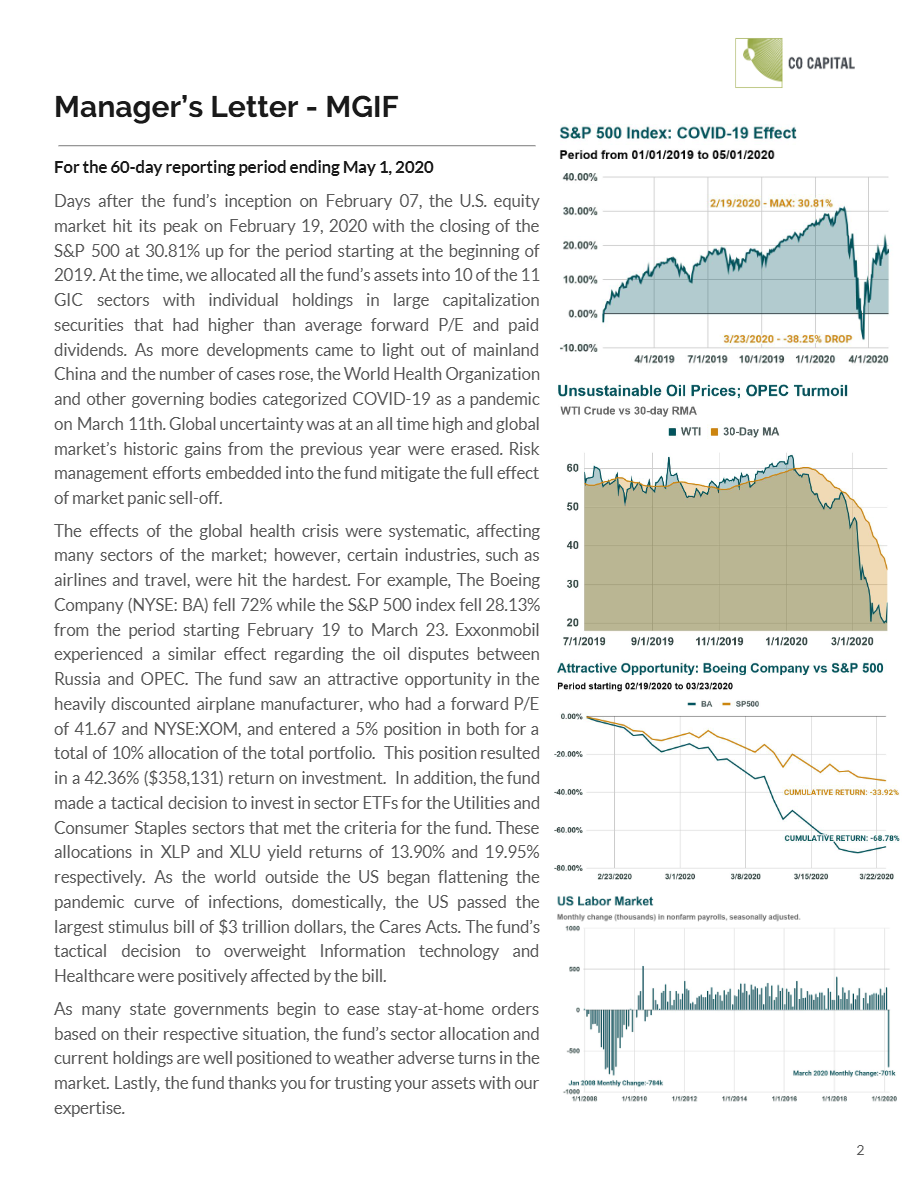 CO CAPITAL
Manager's Letter - MGIF
For the 60-day reporting period ending May 1, 2020
Days after the fund's inception on February 07, the U.S. equity
market hit its peak on February 19, 2020 with the closing of the
S&P 500 at 30.81% up for the period starting at the beginning of
2019. At the time, we allocated all the fund's assets into 10 of the 11
GIC sectors with individual holdings in large capitalization
securities that had higher than average forward P/E and paid
dividends. As more developments came to light out of mainland
China and the number of cases rose, the World Health Organization
and other governing bodies categorized COVID-19 as a pandemic
on March 11th. Global uncertainty was at an all time high and global
market's historic gains from the previous year were erased. Risk
management efforts embedded into the fund mitigate the full effect
of market panic sell-off.
The effects of the global health crisis were systematic, affecting
many sectors of the market; however, certain industries, such as
airlines and travel, were hit the hardest. For example, The Boeing
Company (NYSE: BA) fell 72% while the S&P 500 index fell 28.13%
from the period starting February 19 to March 23. Exxonmobil
experienced a similar effect regarding the oil disputes between
Russia and OPEC. The fund saw an attractive opportunity in the
heavily discounted airplane manufacturer, who had a forward P/E
of 41.67 and NYSE:XOM, and entered a 5% position in both for a
total of 10% allocation of the total portfolio. This position resulted
in a 42.36% ($358,131) return on investment. In addition, the fund
made a tactical decision to invest in sector ETFs for the Utilities and
Consumer Staples sectors that met the criteria for the fund. These
allocations in XLP and XLU yield returns of 13.90% and 19.95%
respectively. As the world outside the US began flattening the
pandemic curve of infections, domestically, the US passed the
largest stimulus bill of $3 trillion dollars, the Cares Acts. The fund's
tactical decision to overweight Information technology and
Healthcare were positively affected by the bill.
As many state governments begin to ease stay-at-home orders
based on their respective situation, the fund's sector allocation and
current holdings are well positioned to weather adverse turns in the
market. Lastly, the fund thanks you for trusting your assets with our
expertise.
S&P 500 Index: COVID-19 Effect
Period from 01/01/2019 to 05/01/2020
40.00%
2/19/2020 - MAX: 30.81%
30.00%
20.00%
10.00%
0.00%
3/23/2020 - -38.25% DROP
-10.00%
4/1/2019 7/1/2019 10/1/2019 1/1/2020 4/1/2020
Unsustainable Oil Prices; OPEC Turmoil
WTI Crude vs 30-day RMA
WTI 30-Day MA
60
50
40
30
20
7/1/2019 9/1/2019 11/1/2019 1/1/2020 3/1/2020
Attractive Opportunity: Boeing Company vs S&P 500
Period starting 02/19/2020 to 03/23/2020
BA SP500
0.00%
-20.00%
-40.00%
CUMULATIVE RETURN: -33.92%
-60.00%
CUMULATIVE RETURN: -68.78%
-80.00%
2/23/2020 3/1/2020 3/8/2020 3/15/2020 3/22/2020
US Labor Market
Monthly change (thousands) in nonfarm payrolls, seasonally adjusted.
1000
500
0
-500
March 2020 Monthly Change:-701k
Jan 2008 Monthly Change:-784k
-1000
1/1/2008 1/1/2010 1/1/2012 1/1/2014 1/1/2016 1/1/2018 1/1/2020
2